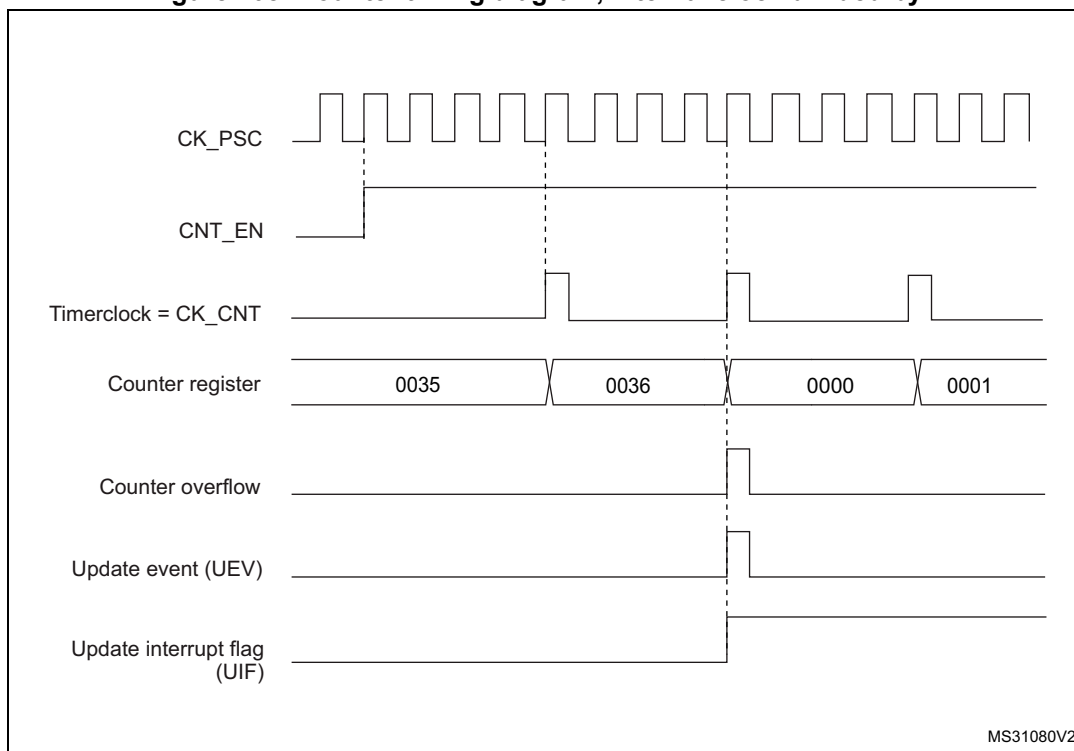 CK_PSC
CNT_EN
Timerclock = CK_CNT
Counter register
0035
0036
0000
0001
Counter overflow
Update event (UEV)
Update interrupt flag
(UIF)
MS31080V2